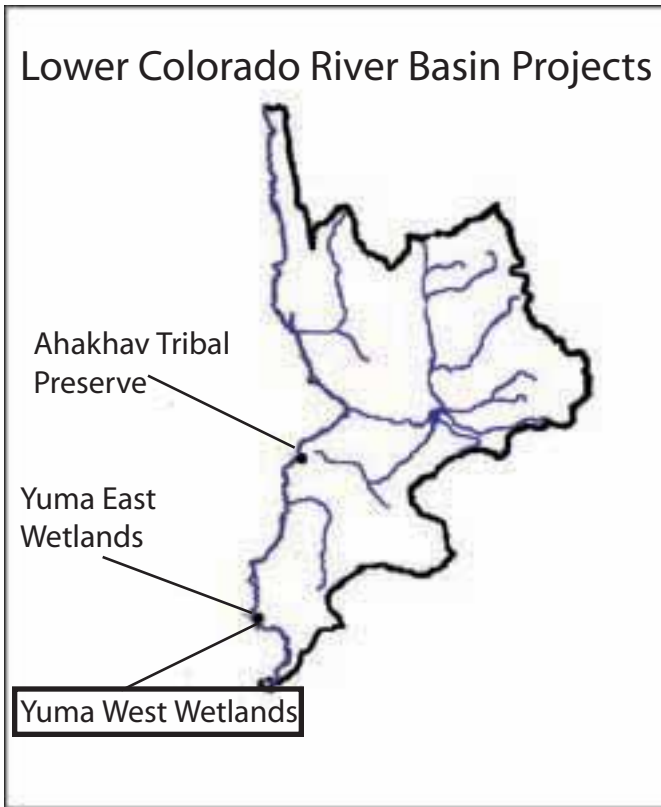 Lower Colorado River Basin Projects
Ahakhav Tribal
Preserve
Yuma East
Wetlands
Yuma West Wetlands